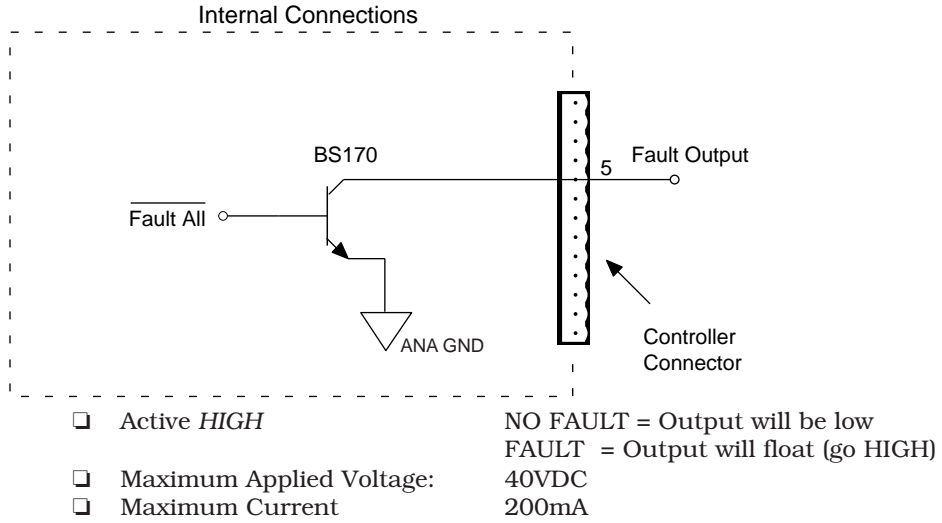 Internal Connections
BS170
5
Fault Output
Fault All
ANA GND
Controller
Connector
❏ Active HIGH NO FAULT = Output will be low
FAULT = Output will float (go HIGH)
❏ Maximum Applied Voltage: 40VDC
❏ Maximum Current 200mA